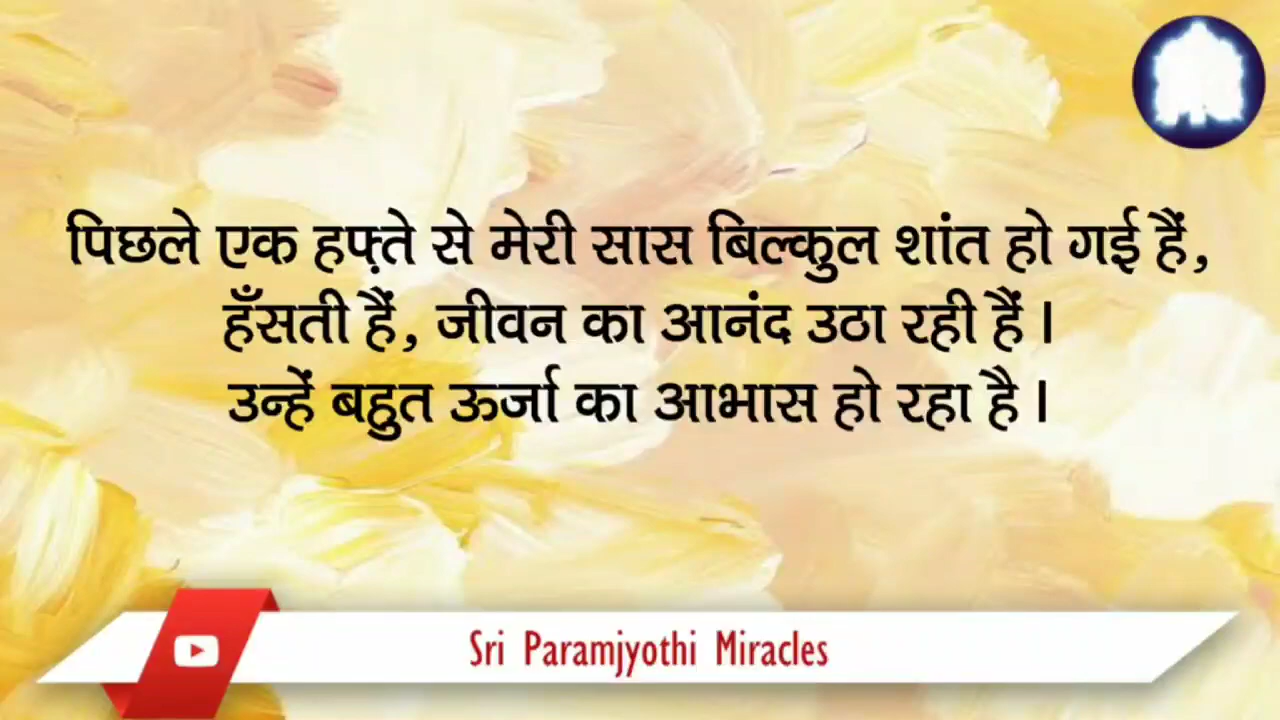 पिछले एक हफ़्ते से मेरी सास बिल्कुल शांत हो गई हैं,
हँसती हैं, जीवन का आनंद उठा रही हैं ।
उन्हें बहुत ऊर्जा का आभास हो रहा है ।
Sri Paramjyothi Miracles